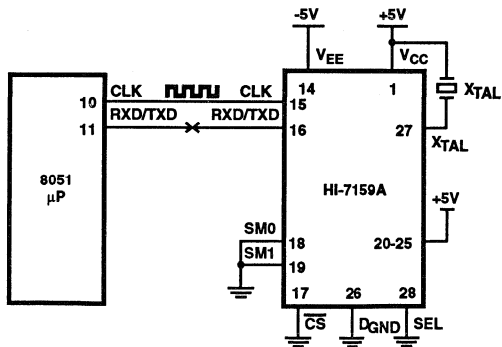 -5V +5V
VEE VCC
CLK CLK
10 15 14 1
RXD/TXD RXD/TXD
11 16 27
XTAL
XTAL
8051
μP
HI-7159A
+5V
SM0 18 20-25
SM1 19
17 26 28
CS DGND SEL